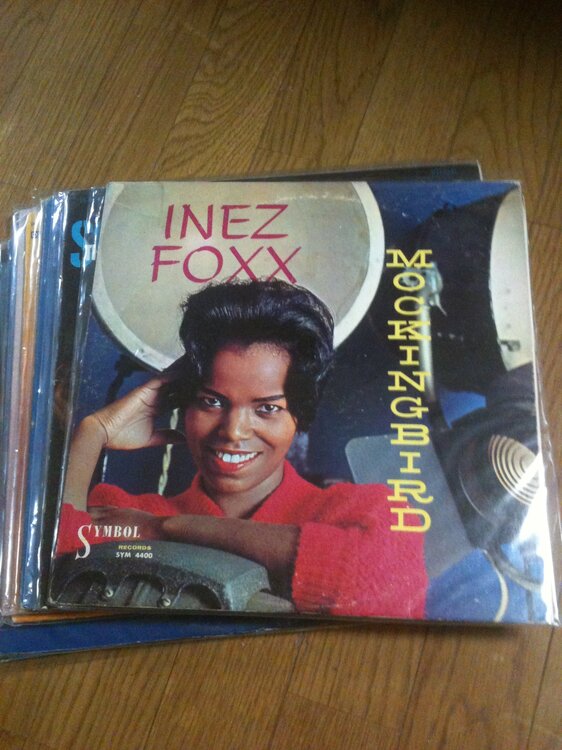 INEZ
FOXX
MOCKINGBIRD
SYMBOL
RECORDS
SYM 4400
S